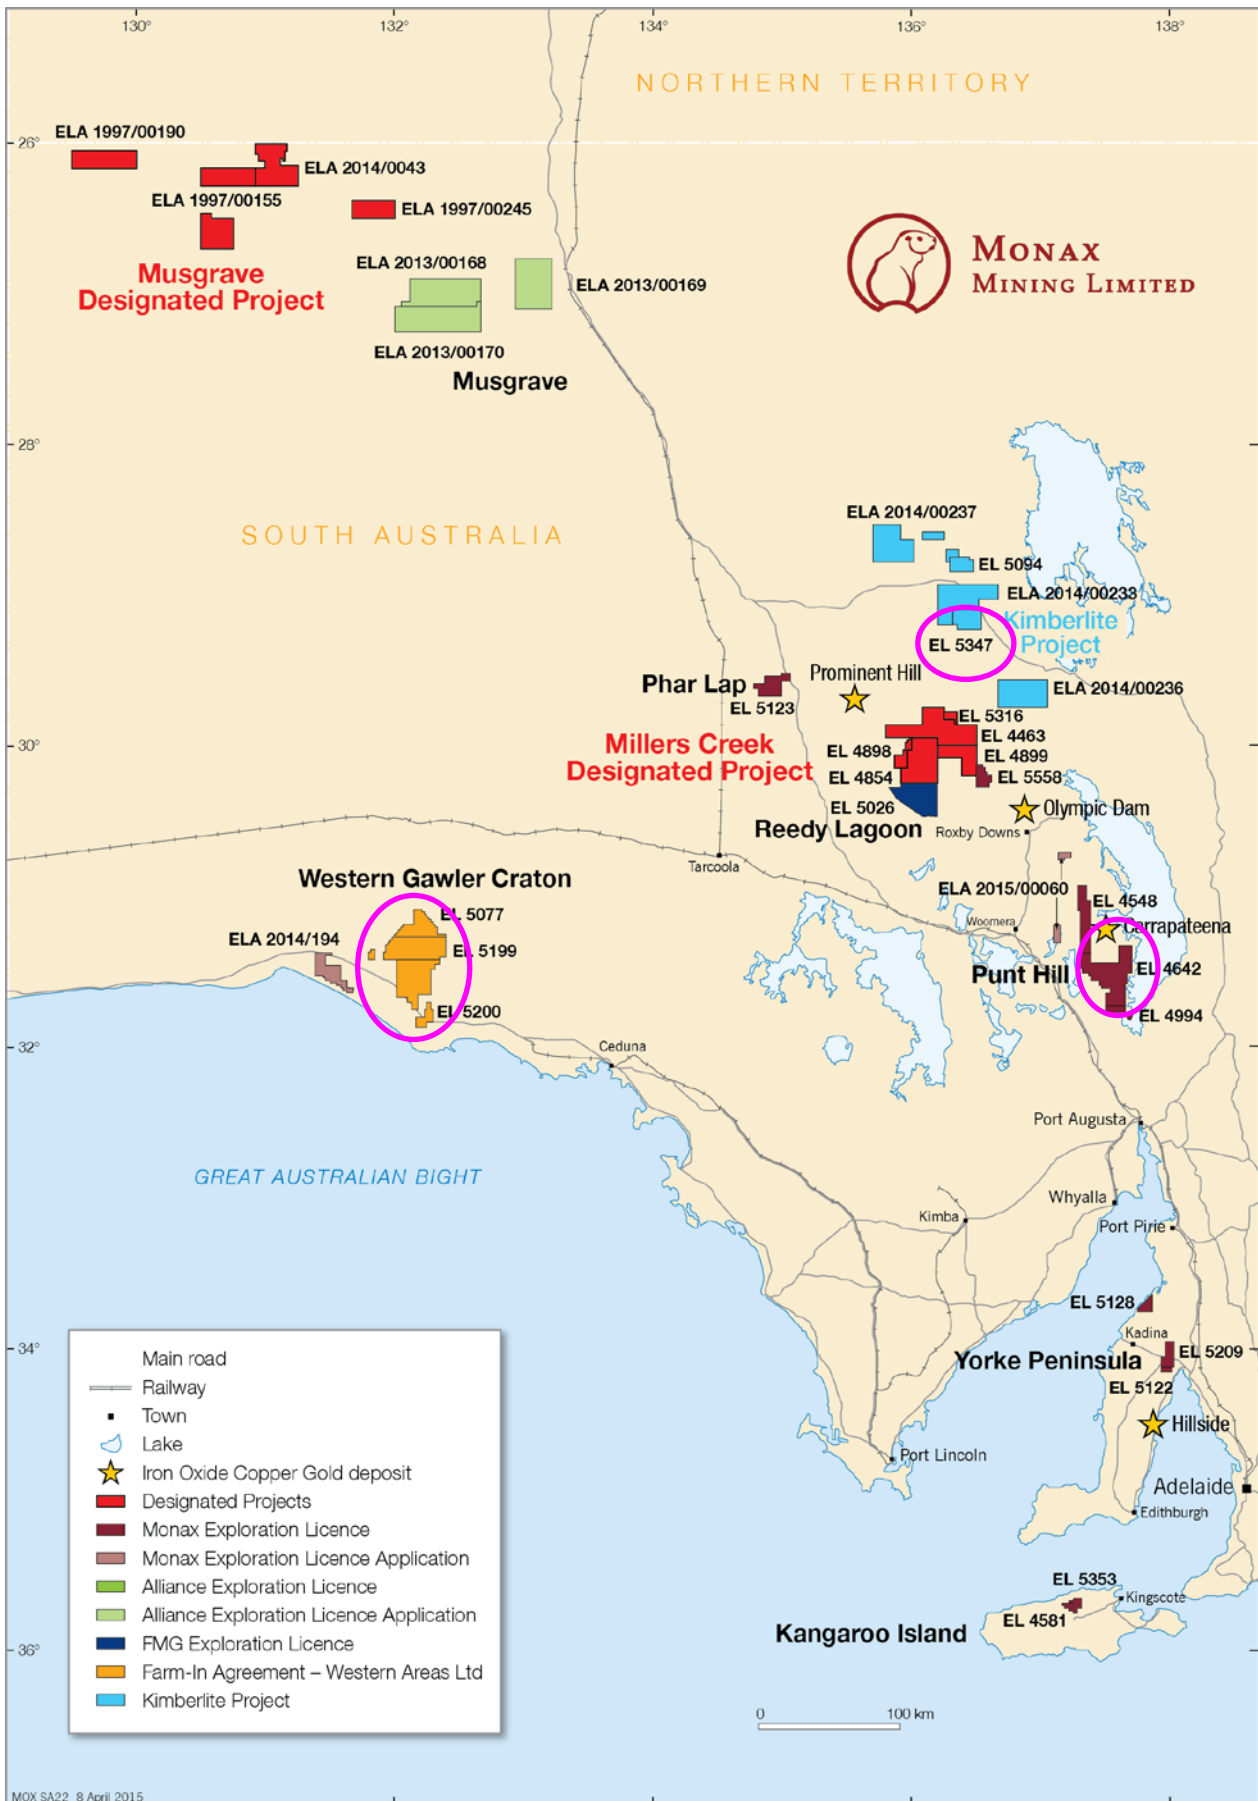 130°
132°
134°
136°
138°
NORTHERN TERRITORY
26°
ELA 1997/00190
ELA 2014/0043
ELA 1997/00155
ELA 1997/00245
Musgrave
Designated Project
ELA 2013/00168
ELA 2013/00169
ELA 2013/00170
Musgrave
MONAX
MINING LIMITED
28°
SOUTH AUSTRALIA
ELA 2014/00237
EL 5094
ELA 2014/00233
Kimberlite
Project
EL 5347
Prominent Hill
Phar Lap
EL 5123
ELA 2014/00236
30°
EL 5316
EL 4463
Millers Creek
Designated Project
EL 4898
EL 4899
EL 4854
EL 5558
EL 5026
Olympic Dam
Reedy Lagoon
Roxby Downs
Tarcoola
Western Gawler Craton
ELA 2015/00060
EL 4548
EL 5077
Woomera
Carrapateena
ELA 2014/194
EL 5199
Punt Hill
EL 4642
EL 5200
EL 4994
32°
Ceduna
Port Augusta
GREAT AUSTRALIAN BIGHT
Whyalla
Kimba
Port Pirie
EL 5128
34°
Kadina
EL 5209
Yorke Peninsula
EL 5122
Hillside
Port Lincoln
Adelaide
Edithburgh
EL 5353
Kingscote
EL 4581
Kangaroo Island
36°
Main road
Railway
Town
Lake
Iron Oxide Copper Gold deposit
Designated Projects
Monax Exploration Licence
Monax Exploration Licence Application
Alliance Exploration Licence
Alliance Exploration Licence Application
FMG Exploration Licence
Farm-In Agreement – Western Areas Ltd
Kimberlite Project
0 100 km
MOX SA22 8 April 2015